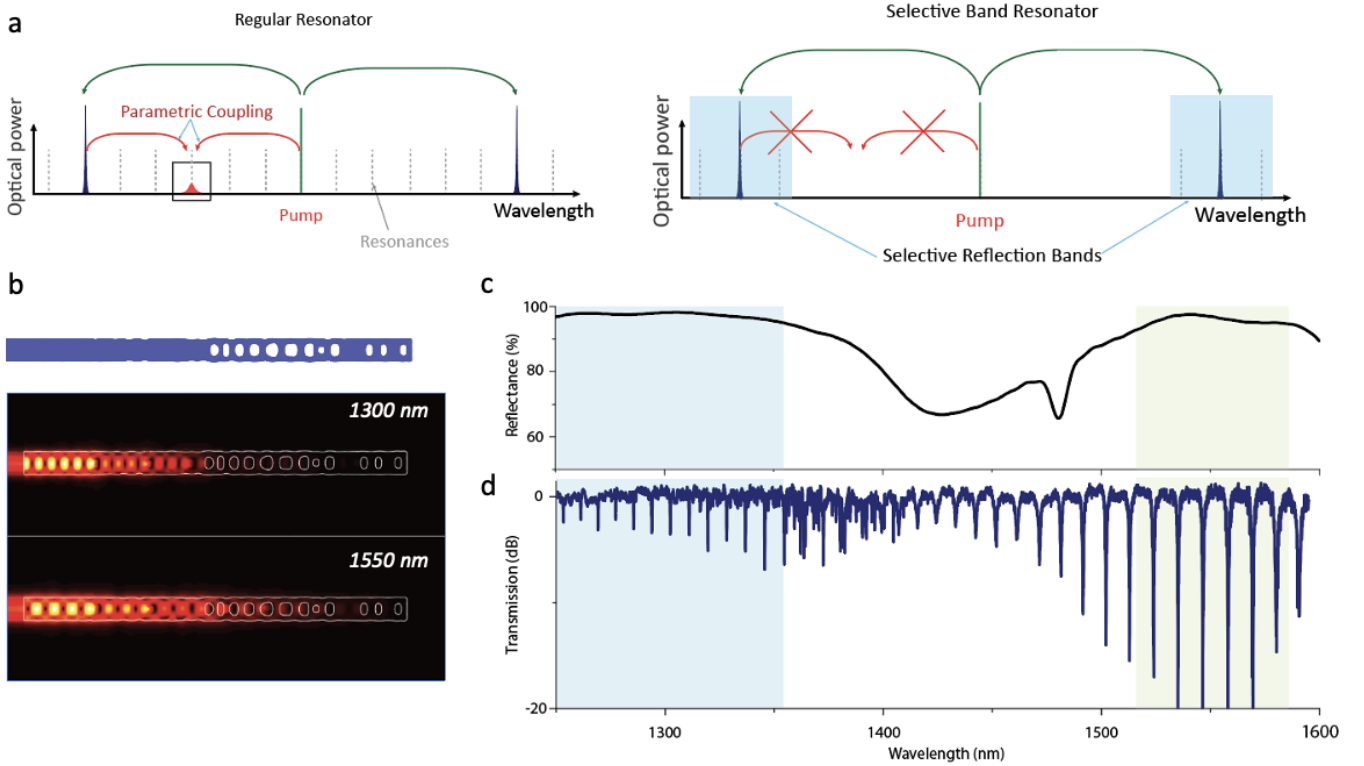 a
Regular Resonator
Parametric Coupling
Optical power
Pump
Wavelength
Resonances
Selective Band Resonator
Optical power
Pump
Wavelength
Selective Reflection Bands
b
1300 nm
1550 nm
c
100
80
60
Reflectance (%)
d
0
-20
Transmission (dB)
1300
1400
1500
1600
Wavelength (nm)